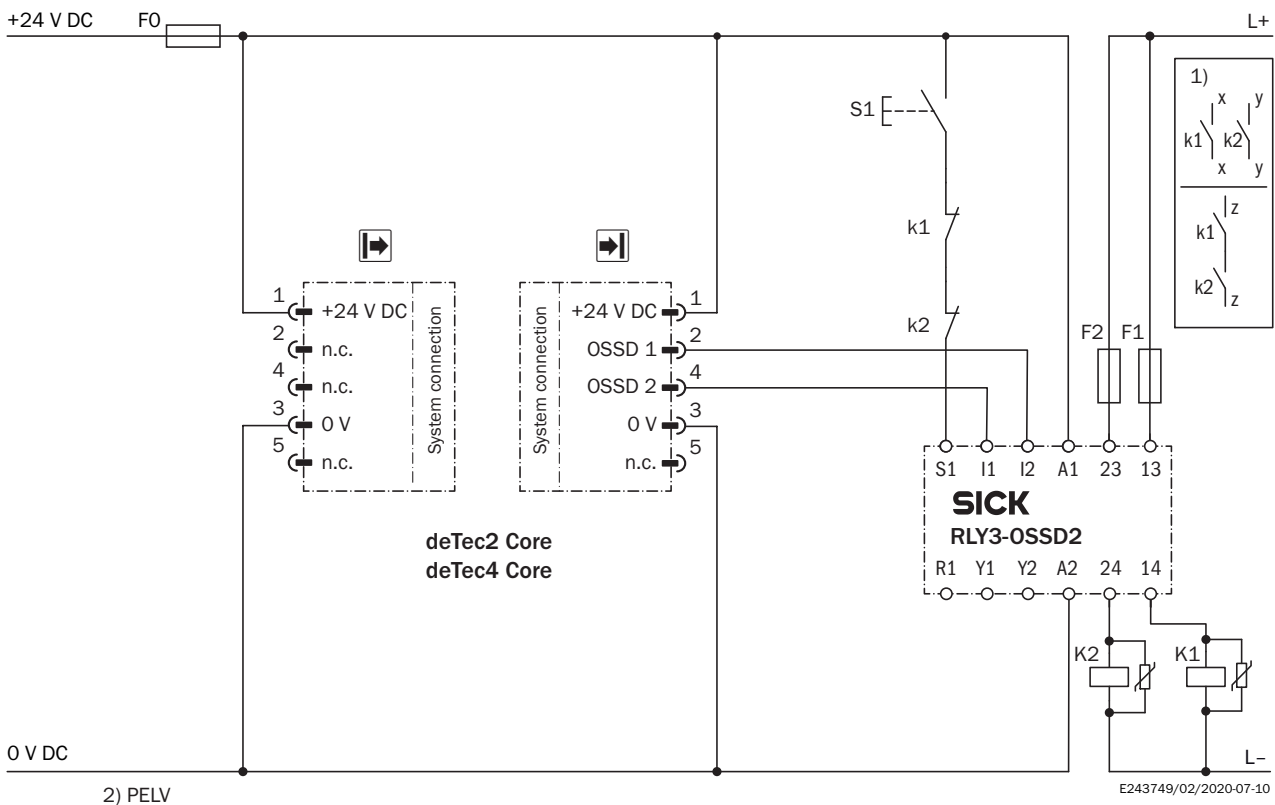 +24 V DC F0 L+
1)
x y
S1
k1 k2
x y
z
k1
k1
k2
z
1 +24 V DC
2 n.c.
4 n.c.
3 0 V
5 n.c.
System connection
System connection
+24 V DC 1
OSSD 1 2
OSSD 2 4
0 V 3
n.c. 5
k2
F2 F1
deTec2 Core
deTec4 Core
S1 I1 I2 A1 23 13
SICK
RLY3-OSSD2
R1 Y1 Y2 A2 24 14
K2 K1
0 V DC L–
2) PELV
E243749/02/2020-07-10